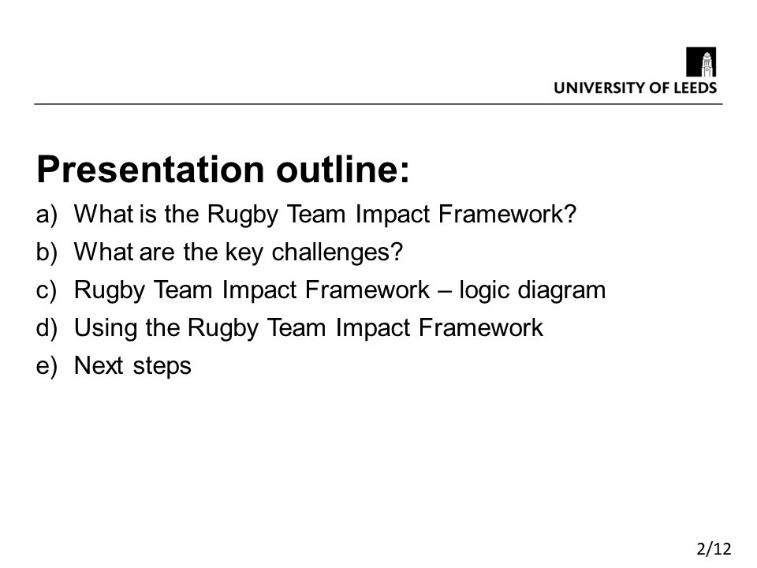 UNIVERSITY OF LEEDS
Presentation outline:
a) What is the Rugby Team Impact Framework?
b) What are the key challenges?
c) Rugby Team Impact Framework – logic diagram
d) Using the Rugby Team Impact Framework
e) Next steps
2/12